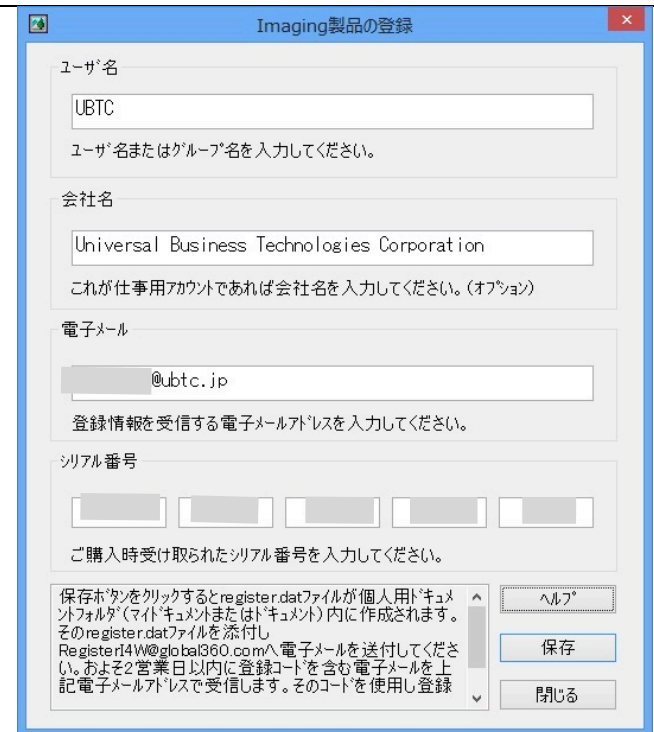 Imaging製品の登録
ユーザ名
UBTC
ユーザ名またはグループ名を入力してください。
会社名
Universal Business Technologies Corporation
これが仕事用アカウントであれば会社名を入力してください。(オプション)
電子メール
@ubtc.jp
登録情報を受信する電子メールアドレスを入力してください。
シリアル番号
ご購入時受け取られたシリアル番号を入力してください。
保存ボタンをクリックするとregister.datファイルが個人用ドキュメ
ントフォルダ(マイドキュメントまたはドキュメント)内に作成されます。
そのregister.datファイルを添付し
RegisterI4W@global360.comへ電子メールを送付してくださ
い。およそ2営業日以内に登録コードを含む電子メールを上
記電子メールアドレスで受信します。そのコードを使用し登録
ヘルプ
保存
閉じる